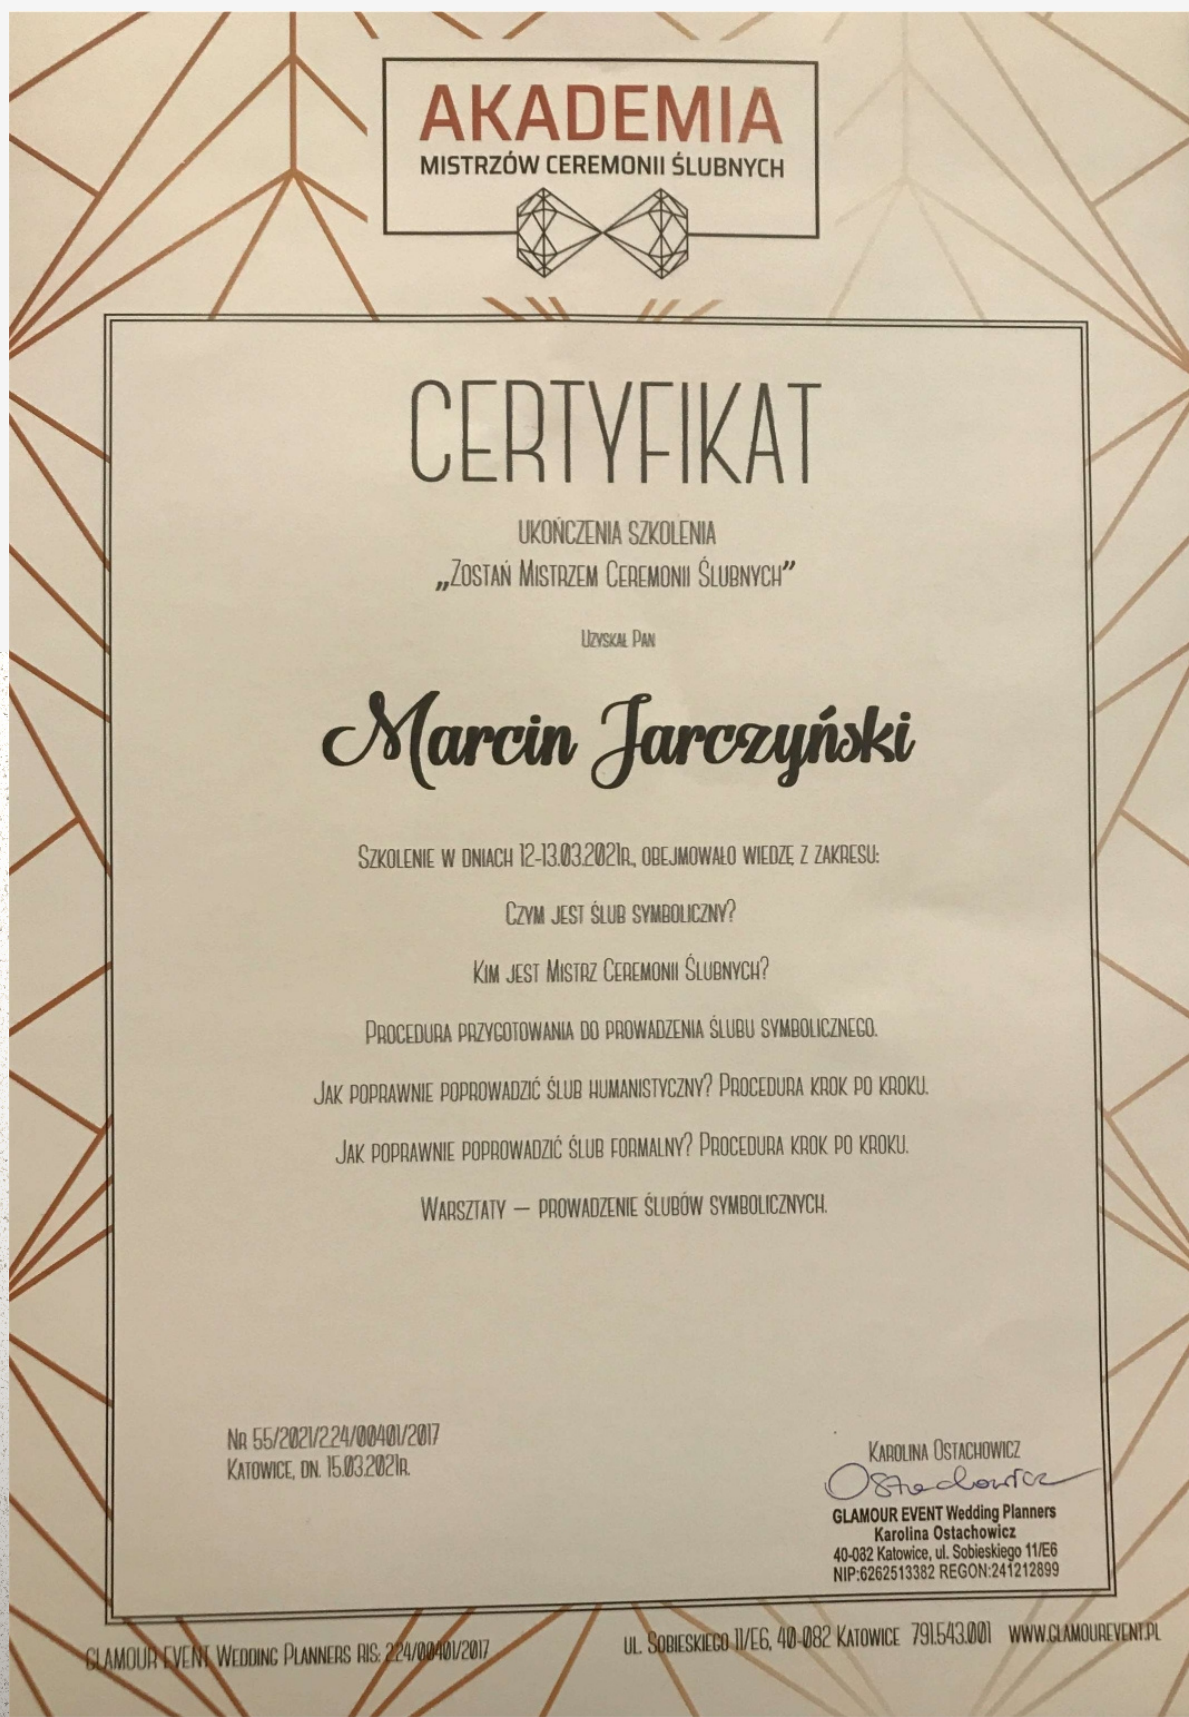 AKADEMIA
MISTRZÓW CEREMONII ŚLUBNYCH
CERTYFIKAT
UKOŃCZENIA SZKOLENIA
„Zostań Mistrzem Ceremonii Ślubnych”
Uzyskał Pan
Marcin Jarczyński
Szkolenie w dniach 12-13.03.2021r., obejmowało wiedzę z zakresu:
Czym jest ślub symboliczny?
Kim jest Mistrz Ceremonii Ślubnych?
Procedura przygotowania do prowadzenia ślubu symbolicznego.
Jak poprawnie poprowadzić ślub humanistyczny? Procedura krok po kroku.
Jak poprawnie poprowadzić ślub formalny? Procedura krok po kroku.
Warsztaty – prowadzenie ślubów symbolicznych.
Nr 55/2021/2.24/00401/2017
Katowice, dn. 15.03.2021r.
Karolina Ostachowicz
Ostachowicz
GLAMOUR EVENT Wedding Planners
Karolina Ostachowicz
40-082 Katowice, ul. Sobieskiego 11/E6
NIP:6262513382 REGON:241212899
GLAMOUR EVENT Wedding Planners RIS: 2.24/00401/2017
ul. Sobieskiego 11/E6, 40-082 Katowice 791.543.001 www.glamourevent.pl